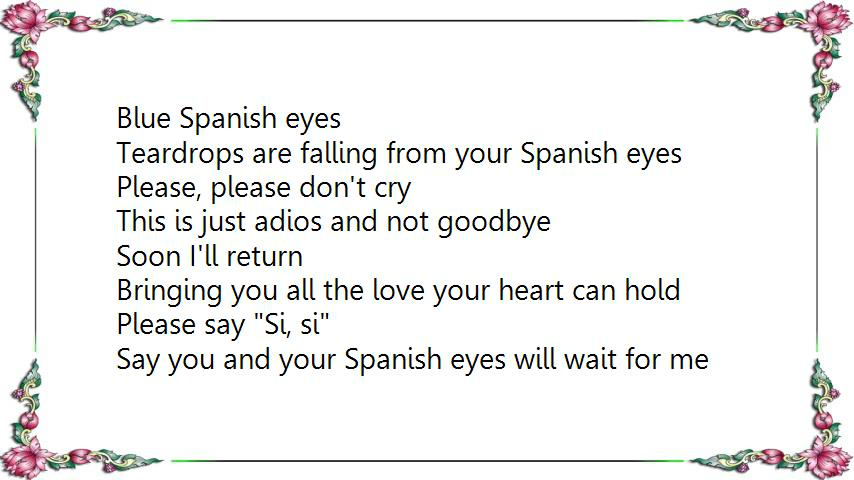 Blue Spanish eyes
Teardrops are falling from your Spanish eyes
Please, please don't cry
This is just adios and not goodbye
Soon I'll return
Bringing you all the love your heart can hold
Please say "Si, si"
Say you and your Spanish eyes will wait for me